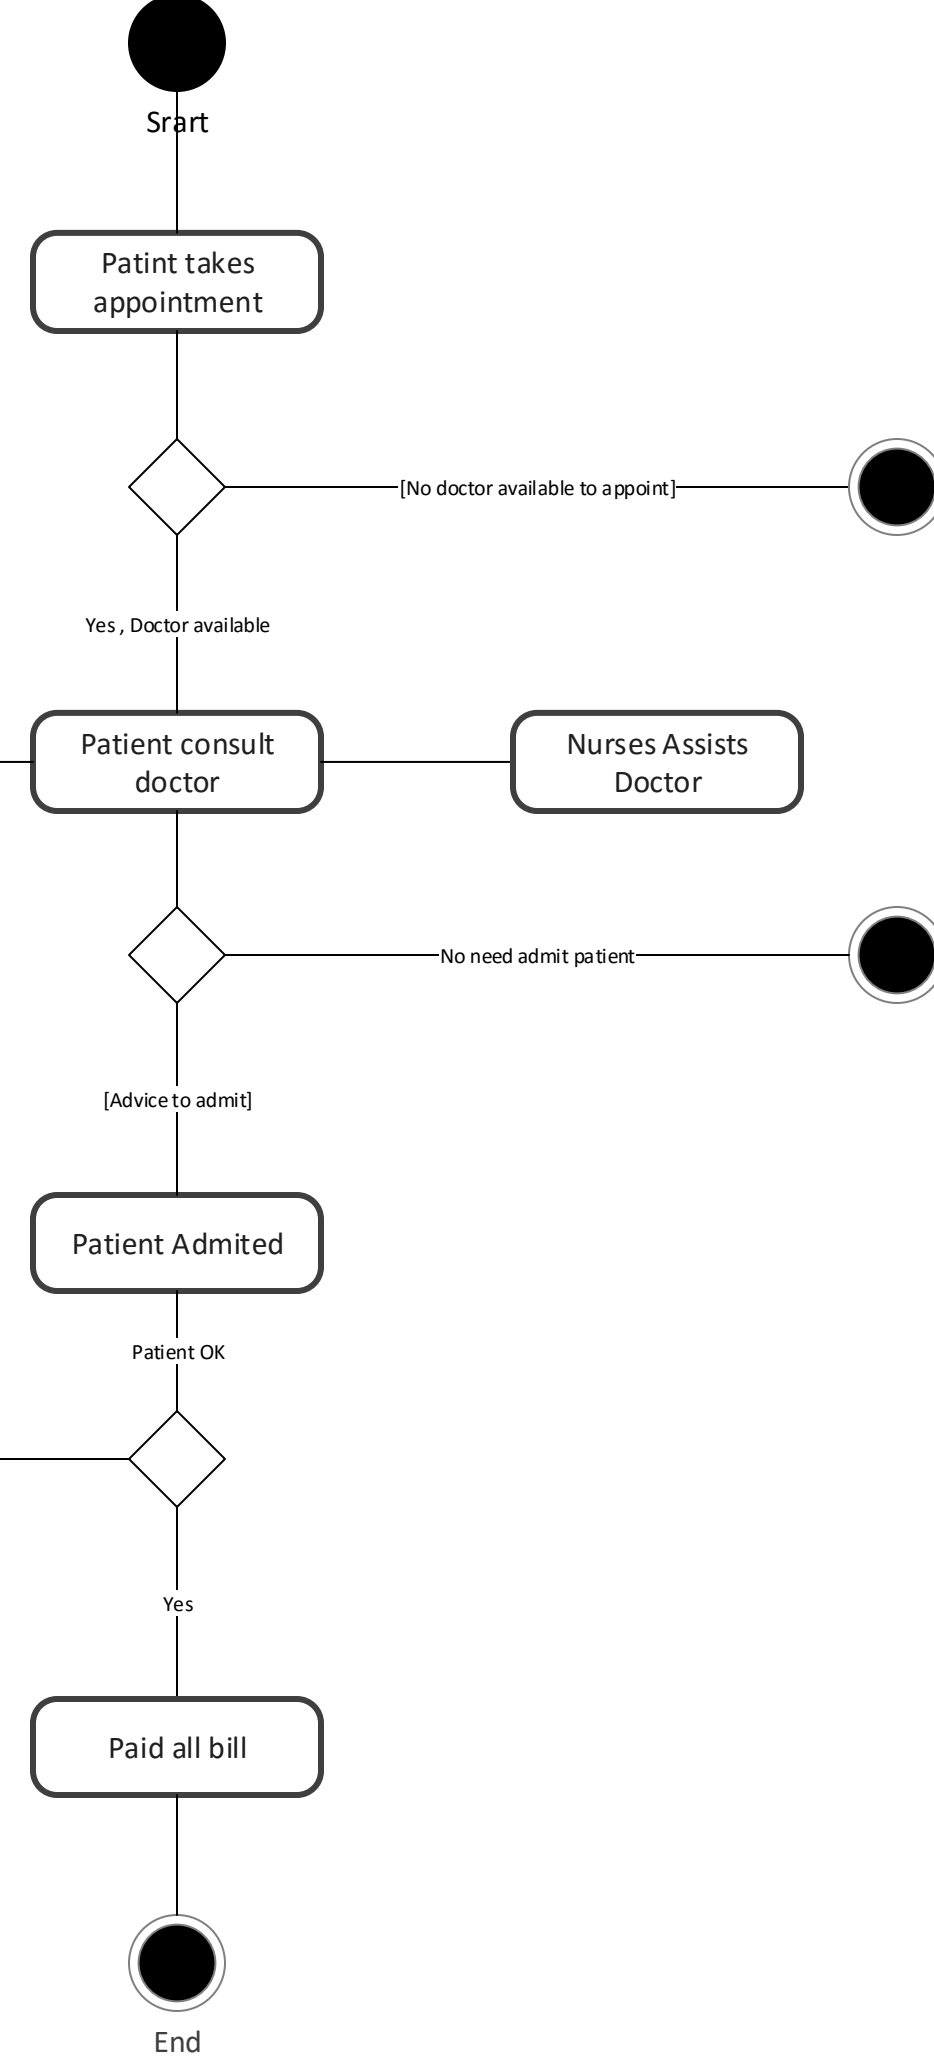 Srart
Patint takes
appointment
[No doctor available to appoint]
Yes , Doctor available
Patient consult
doctor
Nurses Assists
Doctor
No need admit patient
[Advice to admit]
Patient Admited
Patient OK
Yes
Paid all bill
End